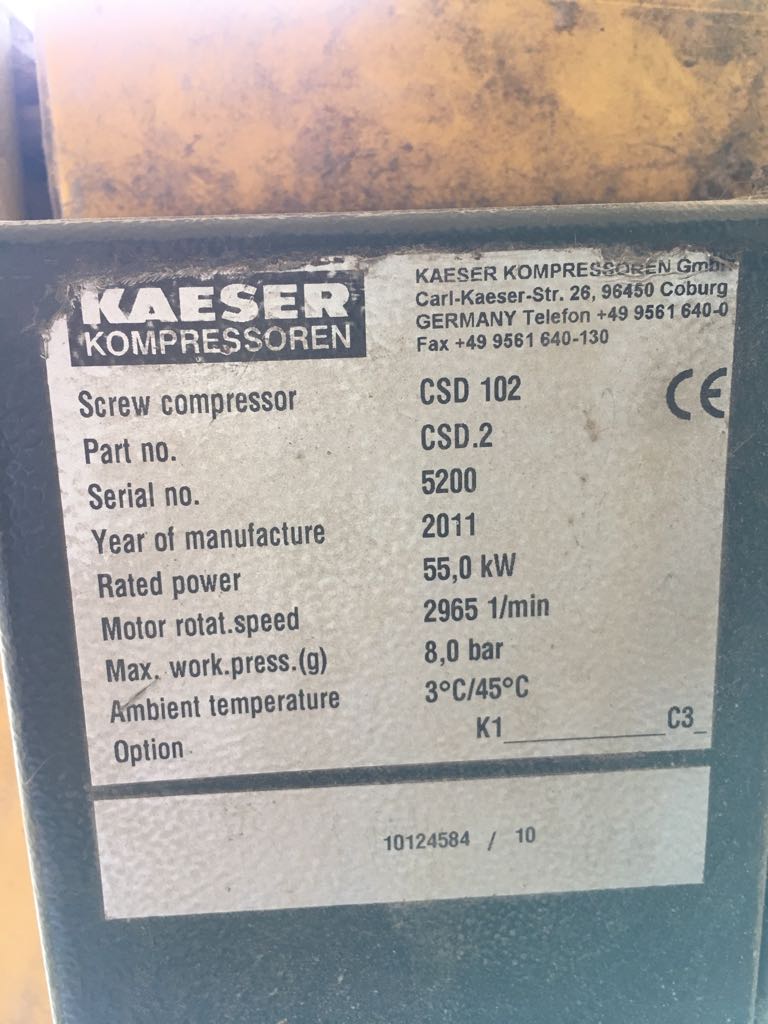 KAESER
KOMPRESSOREN
KAESER KOMPRESSOREN GmbH
Carl-Kaeser-Str. 26, 96450 Coburg
GERMANY Telefon +49 9561 640-0
Fax +49 9561 640-130
CE
Screw compressor CSD 102
Part no. CSD.2
Serial no. 5200
Year of manufacture 2011
Rated power 55,0 kW
Motor rotat.speed 2965 1/min
Max. work.press.(g) 8,0 bar
Ambient temperature 3°C/45°C
Option K1__________C3_
10124584 / 10